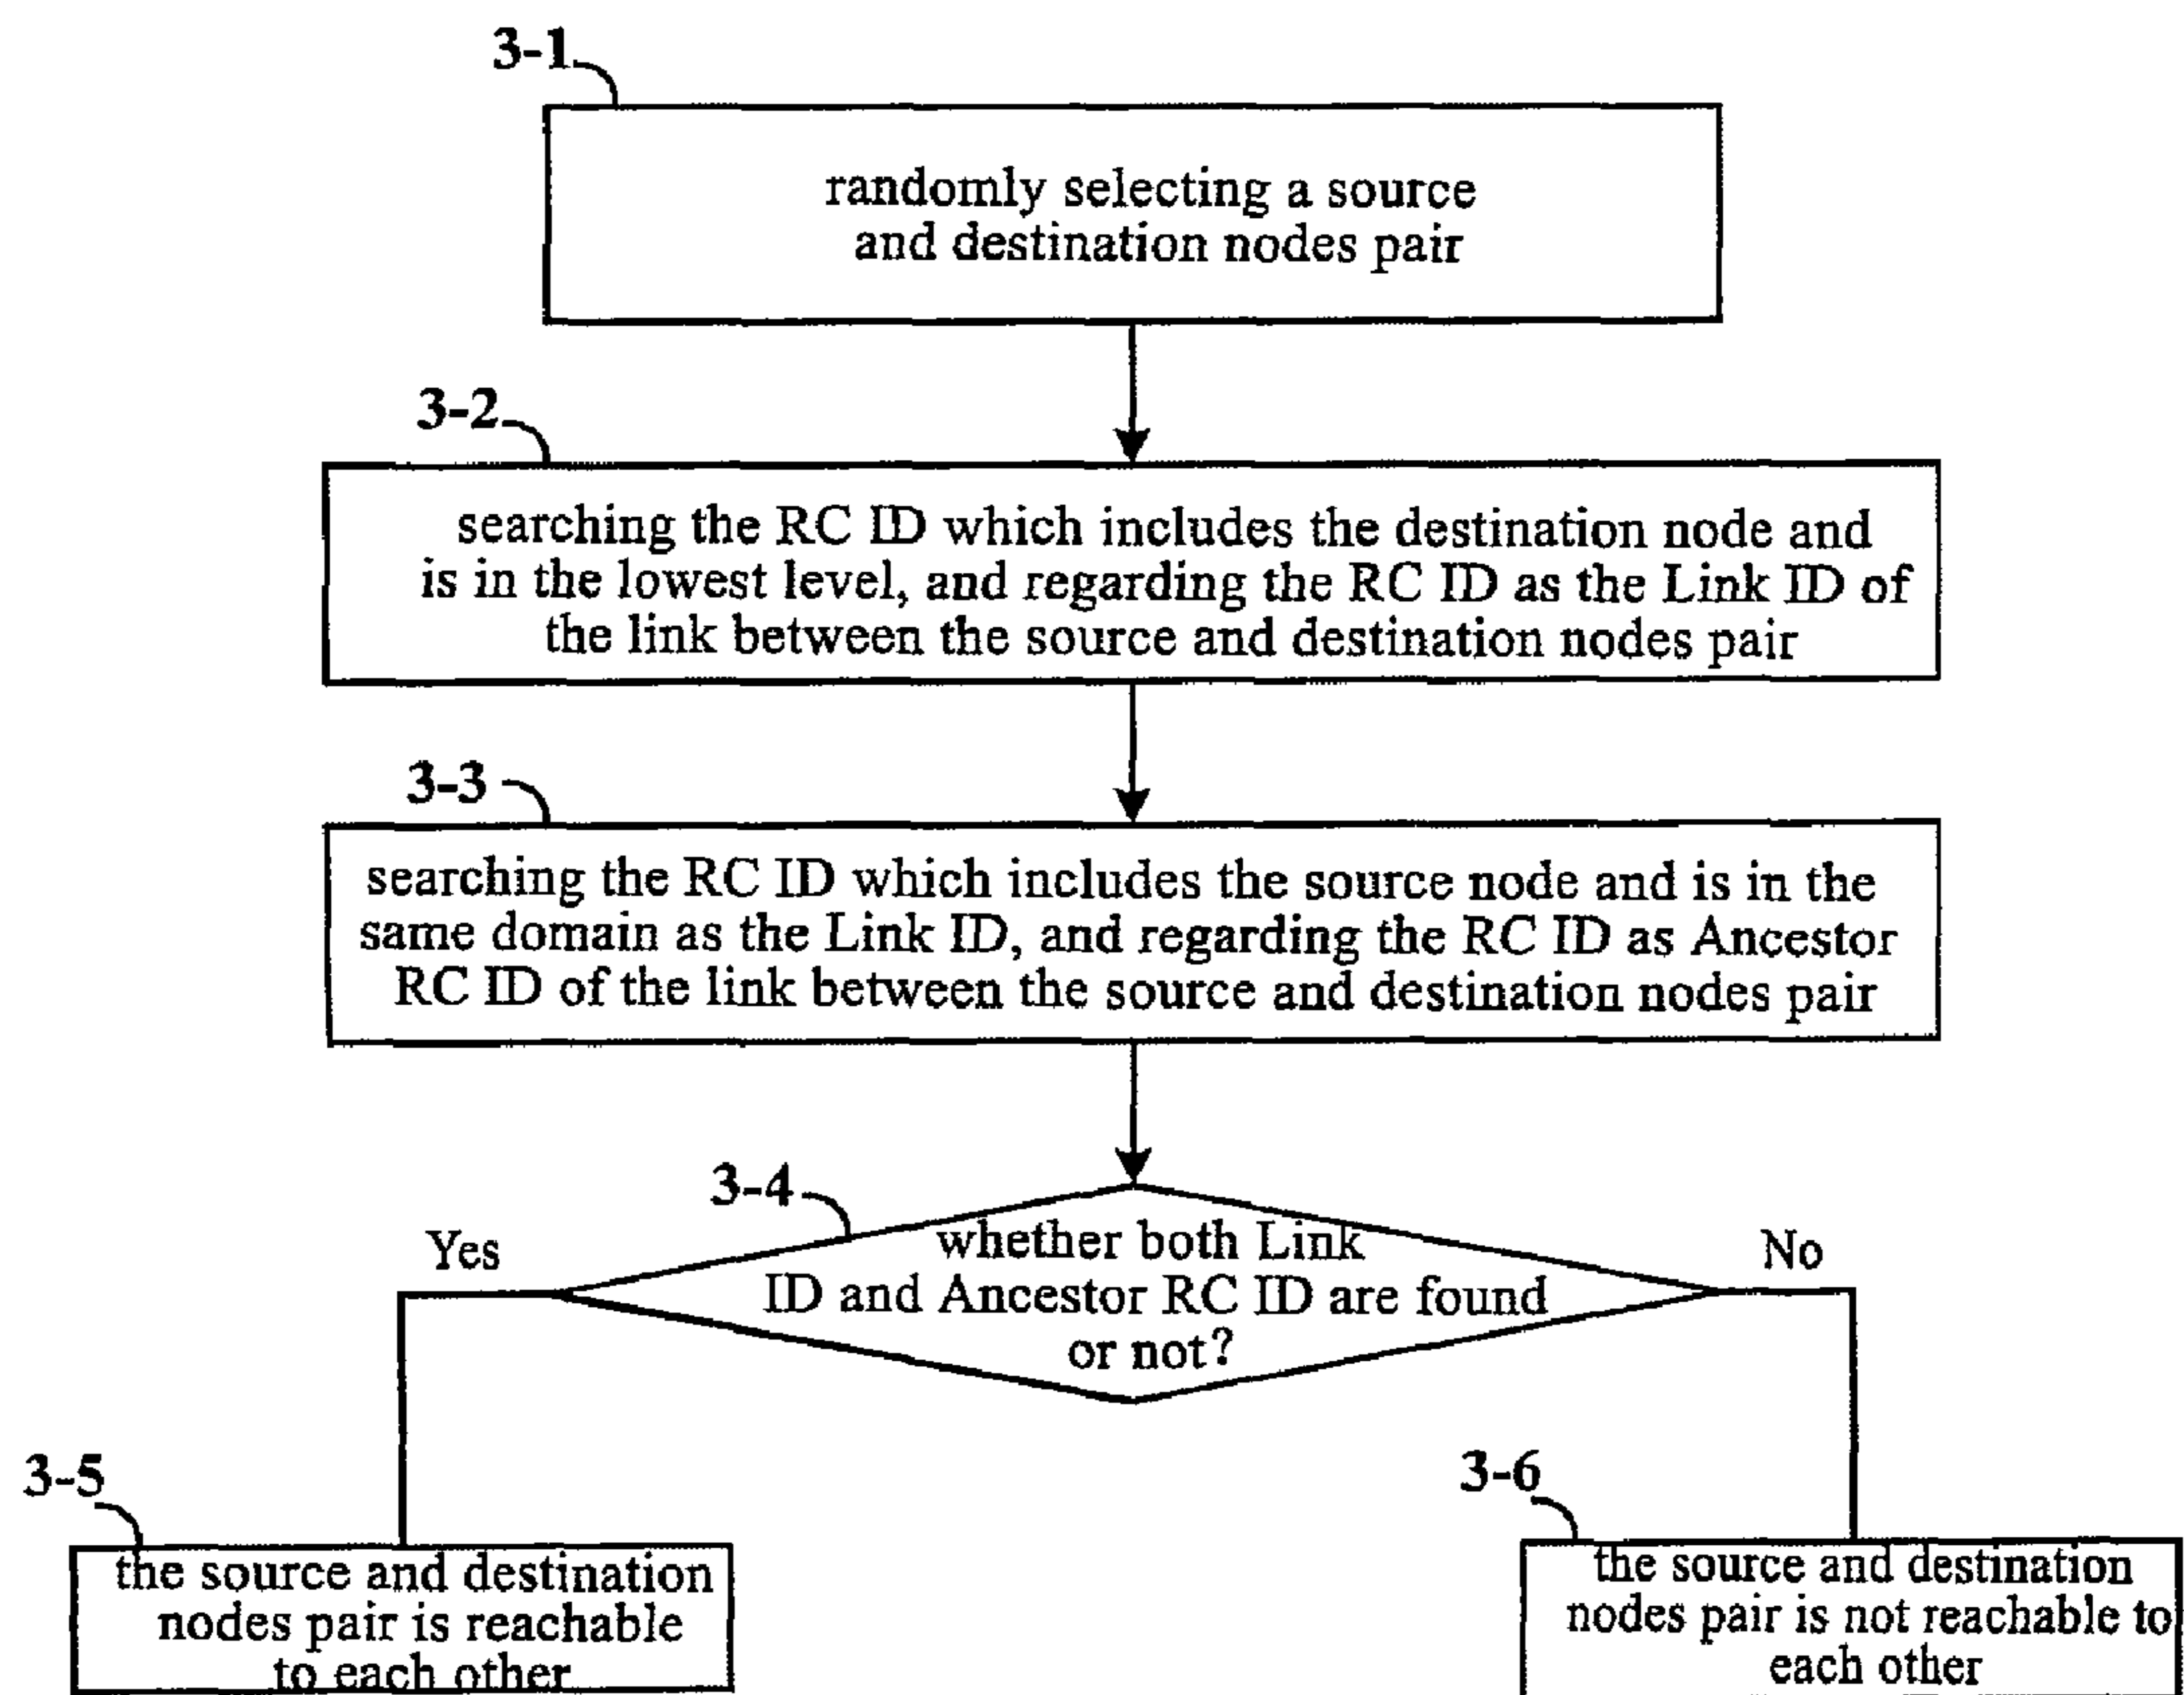 3-1
randomly selecting a source
and destination nodes pair
3-2
searching the RC ID which includes the destination node and
is in the lowest level, and regarding the RC ID as the Link ID of
the link between the source and destination nodes pair
3-3
searching the RC ID which includes the source node and is in the
same domain as the Link ID, and regarding the RC ID as Ancestor
RC ID of the link between the source and destination nodes pair
3-4
Yes
whether both Link
ID and Ancestor RC ID are found
or not?
No
3-5
the source and destination
nodes pair is reachable
to each other
3-6
the source and destination
nodes pair is not reachable to
each other